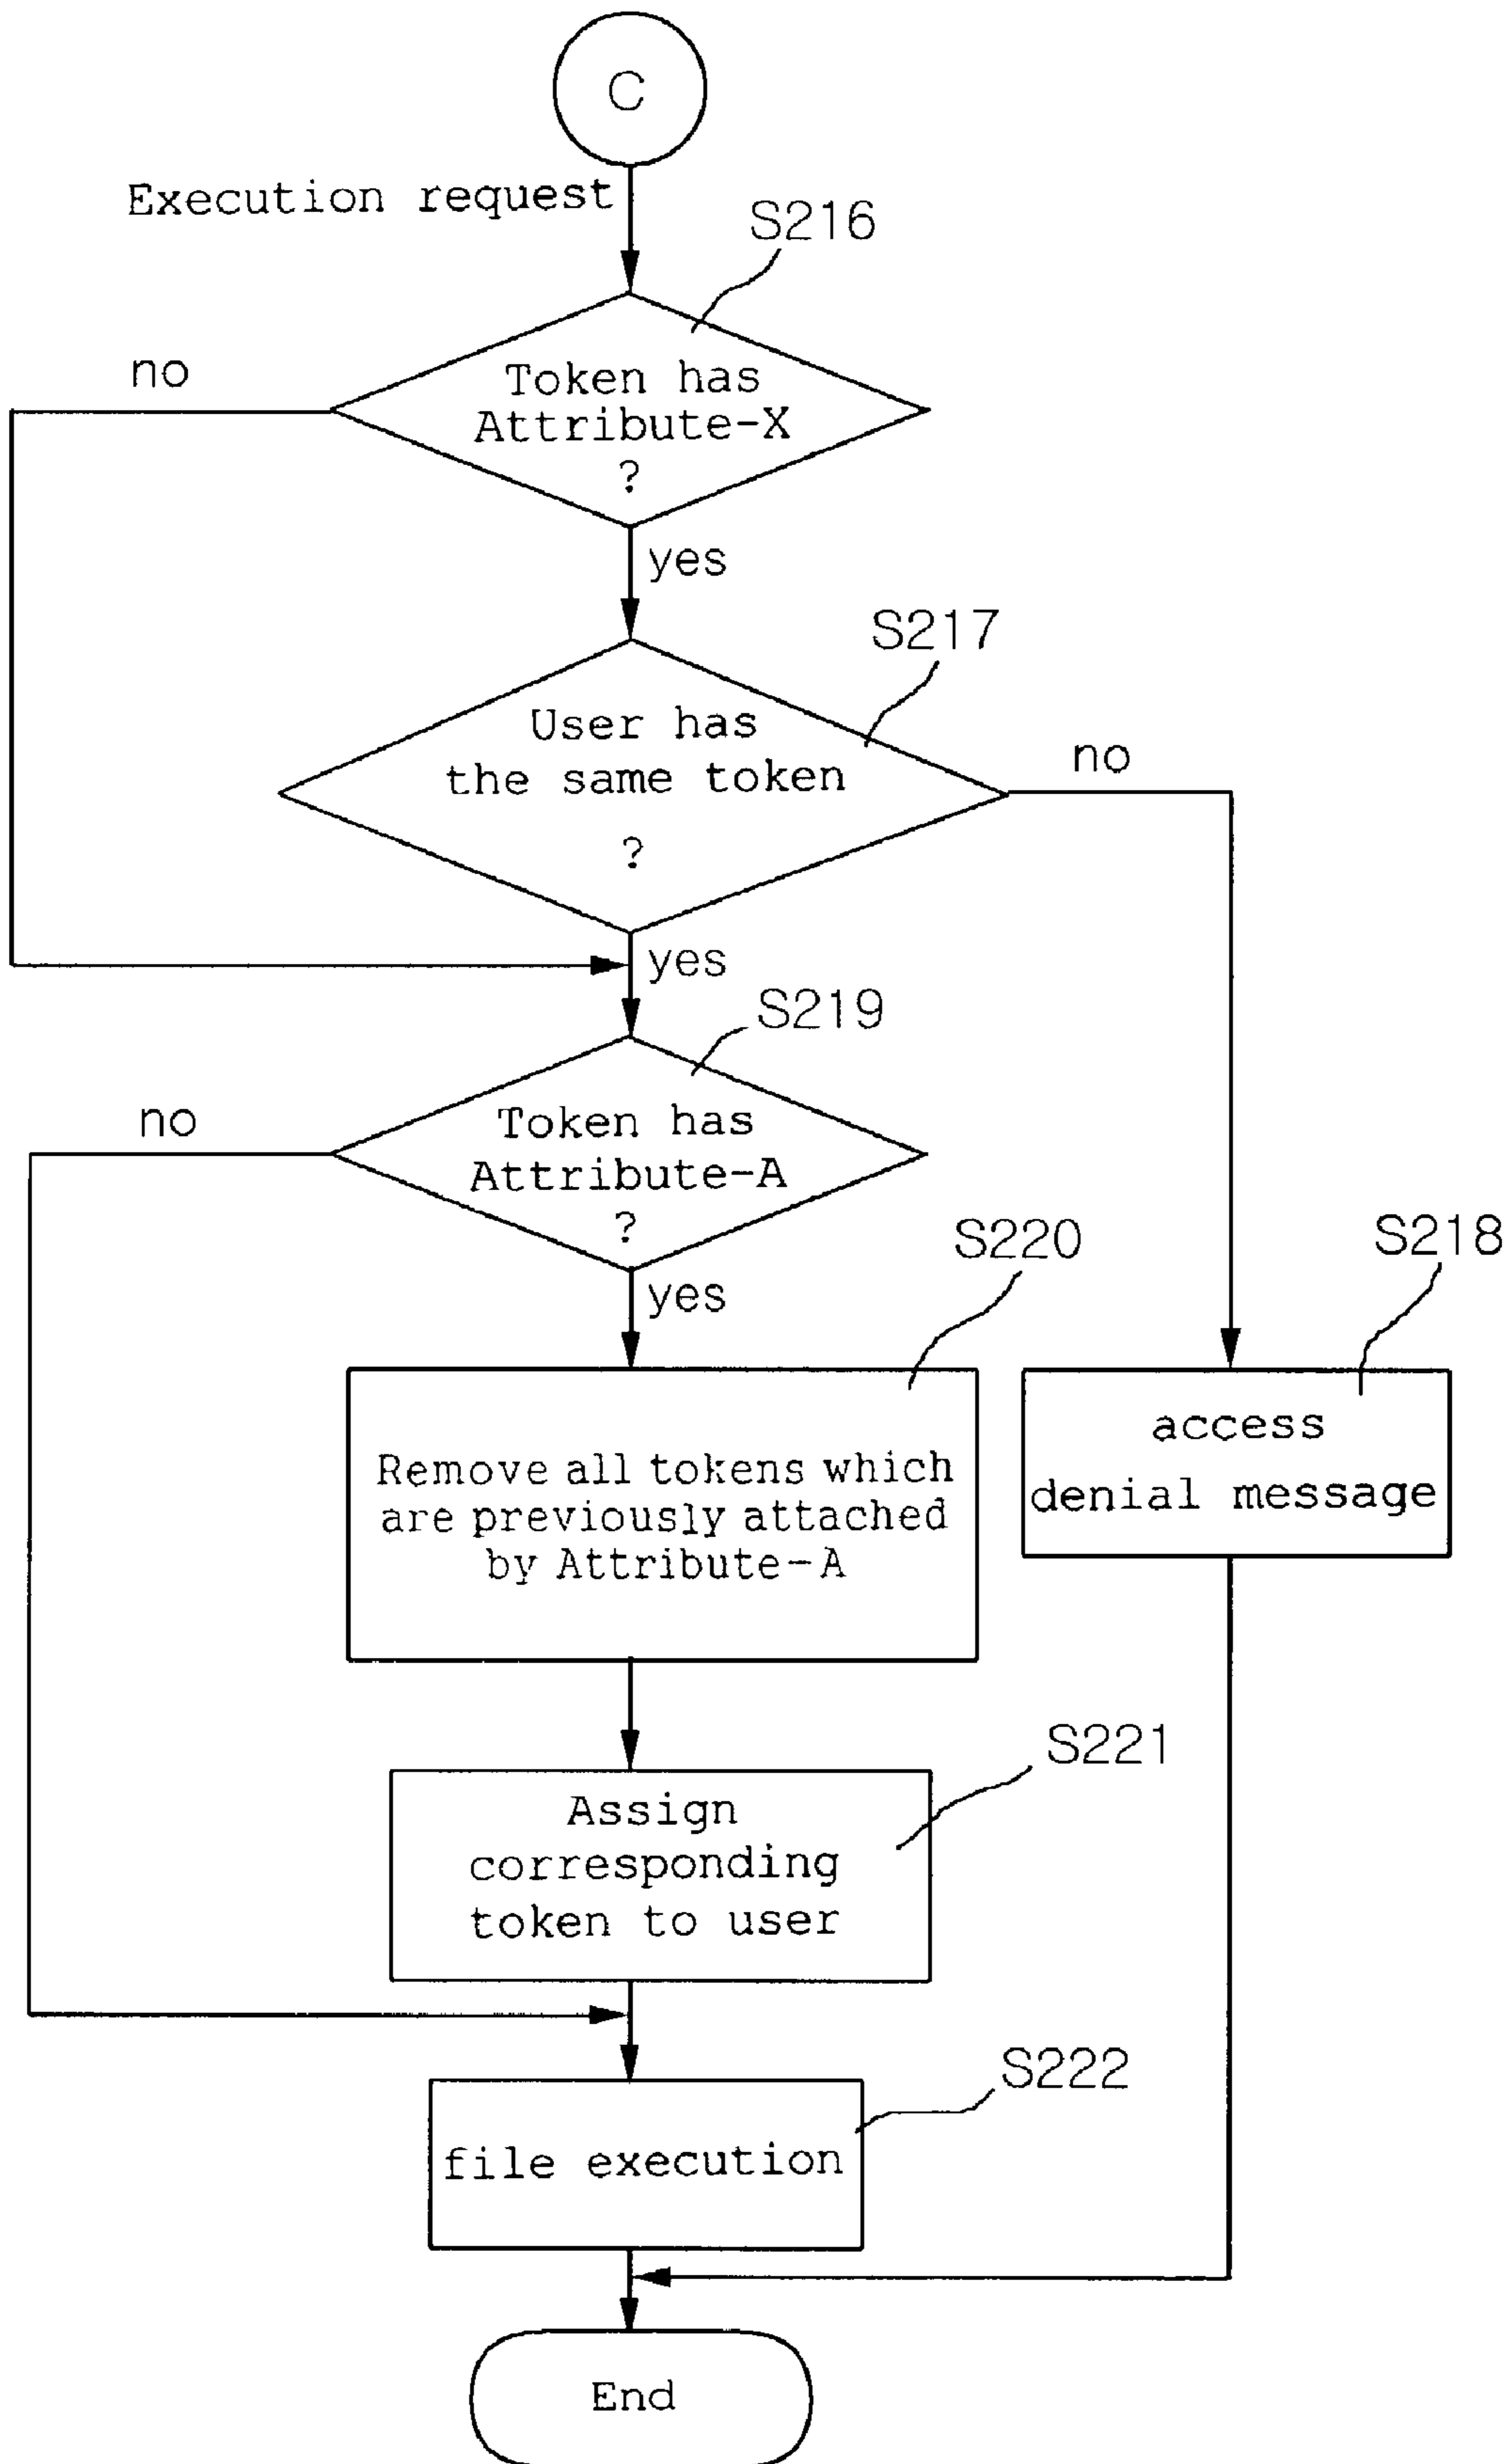 C
Execution request
S216
no
Token has
Attribute-X
?
yes
S217
User has
the same token
?
no
yes
S219
no
Token has
Attribute-A
?
yes
S220
S218
Remove all tokens which
are previously attached
by Attribute-A
access
denial message
S221
Assign
corresponding
token to user
S222
file execution
End